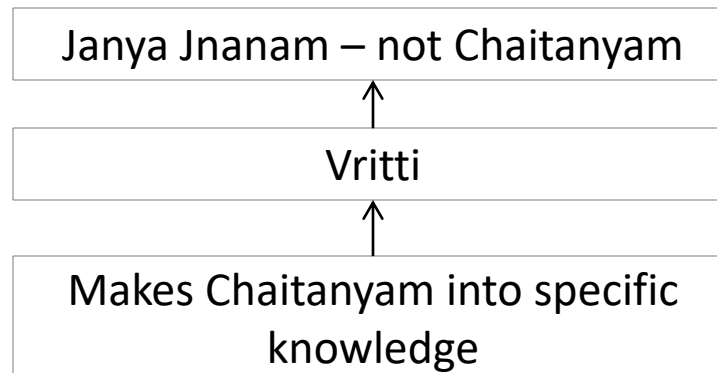 Janya Jnanam – not Chaitanyam
Vritti
Makes Chaitanyam into specific
knowledge